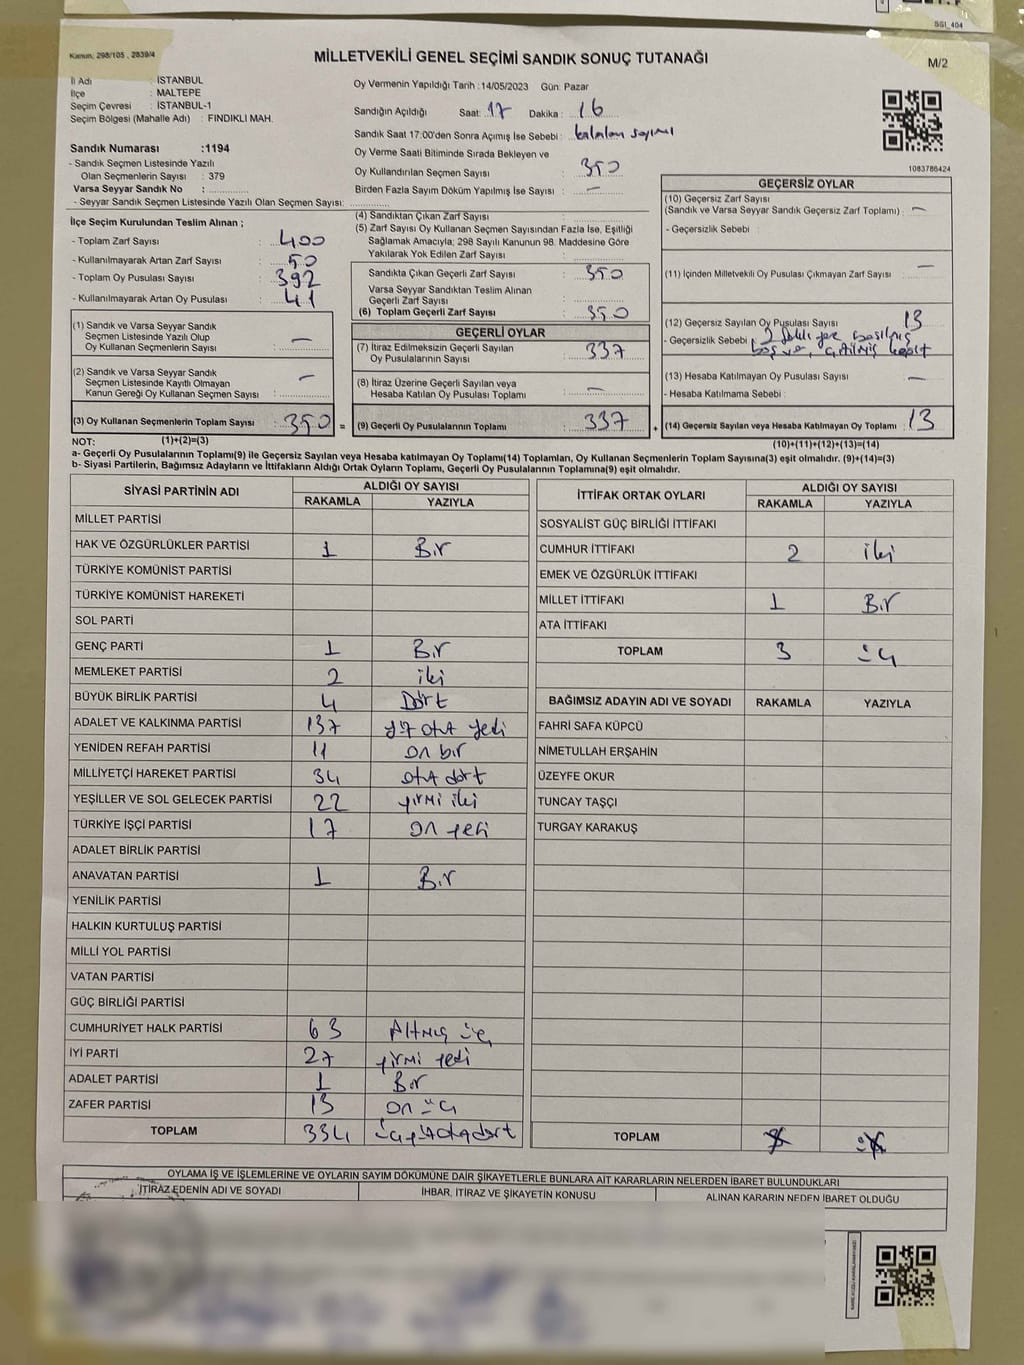 SGI_404
Kanun: 298/105 , 2839/4
MİLLETVEKİLİ GENEL SEÇİMİ SANDIK SONUÇ TUTANAĞI
M/2
İl Adı : İSTANBUL
İlçe : MALTEPE
Seçim Çevresi : İSTANBUL-1
Seçim Bölgesi (Mahalle Adı) : FINDIKLI MAH.
Oy Vermenin Yapıldığı Tarih : 14/05/2023 Gün: Pazar
Sandığın Açıldığı Saat: 17 Dakika : 16
Sandık Saat 17:00'den Sonra Açımış İse Sebebi :
Sandık Numarası :1194
- Sandık Seçmen Listesinde Yazılı
Olan Seçmenlerin Sayısı : 379
Varsa Seyyar Sandık No :
- Seyyar Sandık Seçmen Listesinde Yazılı Olan Seçmen Sayısı:
Oy Verme Saati Bitiminde Sırada Bekleyen ve
Oy Kullandırılan Seçmen Sayısı : 350
Birden Fazla Sayım Döküm Yapılmış İse Sayısı : —
1083786424
İlçe Seçim Kurulundan Teslim Alınan ;
- Toplam Zarf Sayısı : 400
- Kullanılmayarak Artan Zarf Sayısı : 50
- Toplam Oy Pusulası Sayısı : 392
- Kullanılmayarak Artan Oy Pusulası : 41
(4) Sandıktan Çıkan Zarf Sayısı :
(5) Zarf Sayısı Oy Kullanan Seçmen Sayısından Fazla İse, Eşitliği
Sağlamak Amacıyla; 298 Sayılı Kanunun 98. Maddesine Göre
Yakılarak Yok Edilen Zarf Sayısı :
Sandıkta Çıkan Geçerli Zarf Sayısı : 350
Varsa Seyyar Sandıktan Teslim Alınan
Geçerli Zarf Sayısı :
(6) Toplam Geçerli Zarf Sayısı : 350
GEÇERSİZ OYLAR
(10) Geçersiz Zarf Sayısı
(Sandık ve Varsa Seyyar Sandık Geçersiz Zarf Toplamı) : —
- Geçersizlik Sebebi :
(11) İçinden Milletvekili Oy Pusulası Çıkmayan Zarf Sayısı : —
(12) Geçersiz Sayılan Oy Pusulası Sayısı : 13
- Geçersizlik Sebebi :
(13) Hesaba Katılmayan Oy Pusulası Sayısı : —
- Hesaba Katılmama Sebebi :
(14) Geçersiz Sayılan veya Hesaba Katılmayan Oy Toplamı : 13
(10)+(11)+(12)+(13)=(14)
(1) Sandık ve Varsa Seyyar Sandık
Seçmen Listesinde Yazılı Olup
Oy Kullanan Seçmenlerin Sayısı : —
(2) Sandık ve Varsa Seyyar Sandık
Seçmen Listesinde Kayıtlı Olmayan
Kanun Gereği Oy Kullanan Seçmen Sayısı : —
(3) Oy Kullanan Seçmenlerin Toplam Sayısı : 350 =
(1)+(2)=(3)
GEÇERLİ OYLAR
(7) İtiraz Edilmeksizin Geçerli Sayılan
Oy Pusulalarının Sayısı : 337
(8) İtiraz Üzerine Geçerli Sayılan veya
Hesaba Katılan Oy Pusulası Toplamı : —
(9) Geçerli Oy Pusulalarının Toplamı : 337 +
NOT:
a- Geçerli Oy Pusulalarının Toplamı(9) ile Geçersiz Sayılan veya Hesaba katılmayan Oy Toplamı(14) Toplamları, Oy Kullanan Seçmenlerin Toplam Sayısına(3) eşit olmalıdır. (9)+(14)=(3)
b- Siyasi Partilerin, Bağımsız Adayların ve İttifakların Aldığı Ortak Oyların Toplamı, Geçerli Oy Pusulalarının Toplamına(9) eşit olmalıdır.
SİYASİ PARTİNİN ADI
ALDIĞI OY SAYISI
RAKAMLA YAZIYLA
MİLLET PARTİSİ
HAK VE ÖZGÜRLÜKLER PARTİSİ 1 Bir
TÜRKİYE KOMÜNİST PARTİSİ
TÜRKİYE KOMÜNİST HAREKETİ
SOL PARTİ
GENÇ PARTİ 1 Bir
MEMLEKET PARTİSİ 2 iki
BÜYÜK BİRLİK PARTİSİ 4 Dört
ADALET VE KALKINMA PARTİSİ 137 yüz otuz yedi
YENİDEN REFAH PARTİSİ 11 on bir
MİLLİYETÇİ HAREKET PARTİSİ 34 otuz dört
YEŞİLLER VE SOL GELECEK PARTİSİ 22 yirmi iki
TÜRKİYE İŞÇİ PARTİSİ 17 on yedi
ADALET BİRLİK PARTİSİ
ANAVATAN PARTİSİ 1 Bir
YENİLİK PARTİSİ
HALKIN KURTULUŞ PARTİSİ
MİLLİ YOL PARTİSİ
VATAN PARTİSİ
GÜÇ BİRLİĞİ PARTİSİ
CUMHURİYET HALK PARTİSİ 63 Altmış üç
İYİ PARTİ 27 yirmi yedi
ADALET PARTİSİ 1 Bir
ZAFER PARTİSİ 13 on üç
TOPLAM 334 üçyüzotuzdört
İTTİFAK ORTAK OYLARI
ALDIĞI OY SAYISI
RAKAMLA YAZIYLA
SOSYALİST GÜÇ BİRLİĞİ İTTİFAKI
CUMHUR İTTİFAKI 2 iki
EMEK VE ÖZGÜRLÜK İTTİFAKI
MİLLET İTTİFAKI 1 Bir
ATA İTTİFAKI
TOPLAM 3 üç
BAĞIMSIZ ADAYIN ADI VE SOYADI RAKAMLA YAZIYLA
FAHRİ SAFA KÜPCÜ
NİMETULLAH ERŞAHİN
ÜZEYFE OKUR
TUNCAY TAŞÇI
TURGAY KARAKUŞ
TOPLAM
OYLAMA İŞ VE İŞLEMLERİNE VE OYLARIN SAYIM DÖKÜMÜNE DAİR ŞİKAYETLERLE BUNLARA AİT KARARLARIN NELERDEN İBARET BULUNDUKLARI
İTİRAZ EDENİN ADI VE SOYADI
İHBAR, İTİRAZ VE ŞİKAYETİN KONUSU
ALINAN KARARIN NEDEN İBARET OLDUĞU